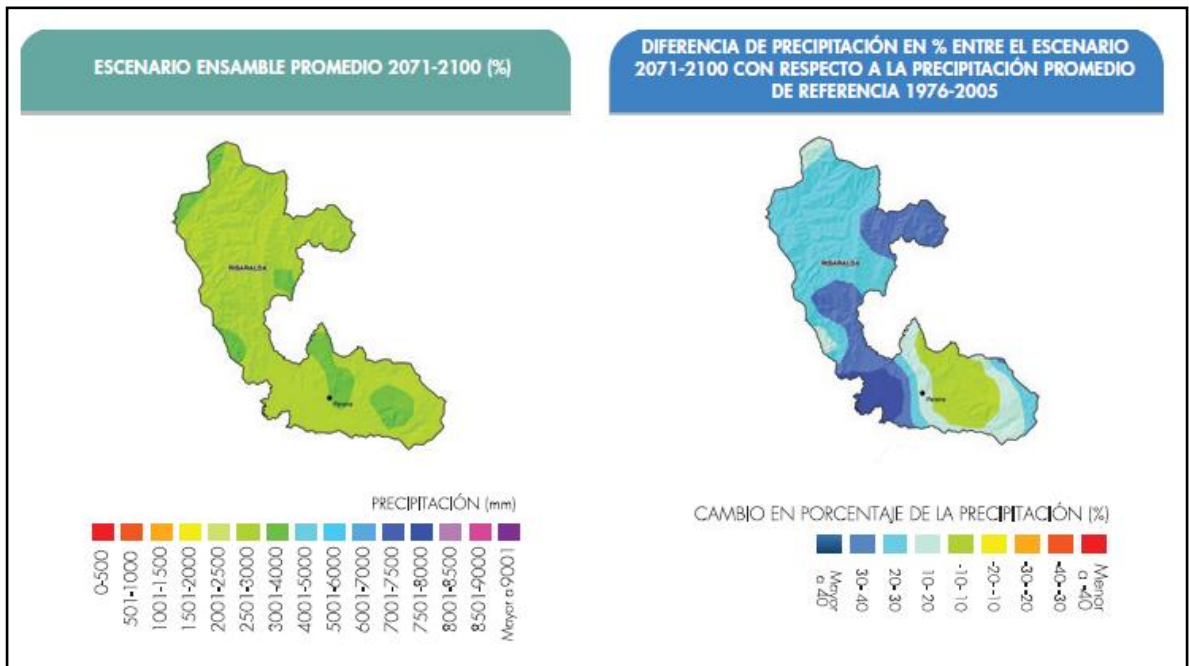 ESCENARIO ENSAMBLE PROMEDIO 2071-2100 (%)
DIFERENCIA DE PRECIPITACIÓN EN % ENTRE EL ESCENARIO
2071-2100 CON RESPECTO A LA PRECIPITACIÓN PROMEDIO
DE REFERENCIA 1976-2005
RISARALDA
Pereira
RISARALDA
Pereira
PRECIPITACIÓN (mm)
0-500
501-1000
1001-1500
1501-2000
2001-2500
2501-3000
3001-4000
4001-5000
5001-6000
6001-7000
7001-7500
7501-8000
8001-8500
8501-9000
Mayor a 9001
CAMBIO EN PORCENTAJE DE LA PRECIPITACIÓN (%)
Mayor
a 40
30- 40
20- 30
10- 20
-10- 10
-20--10
-30--20
-40--30
Menor
a -40